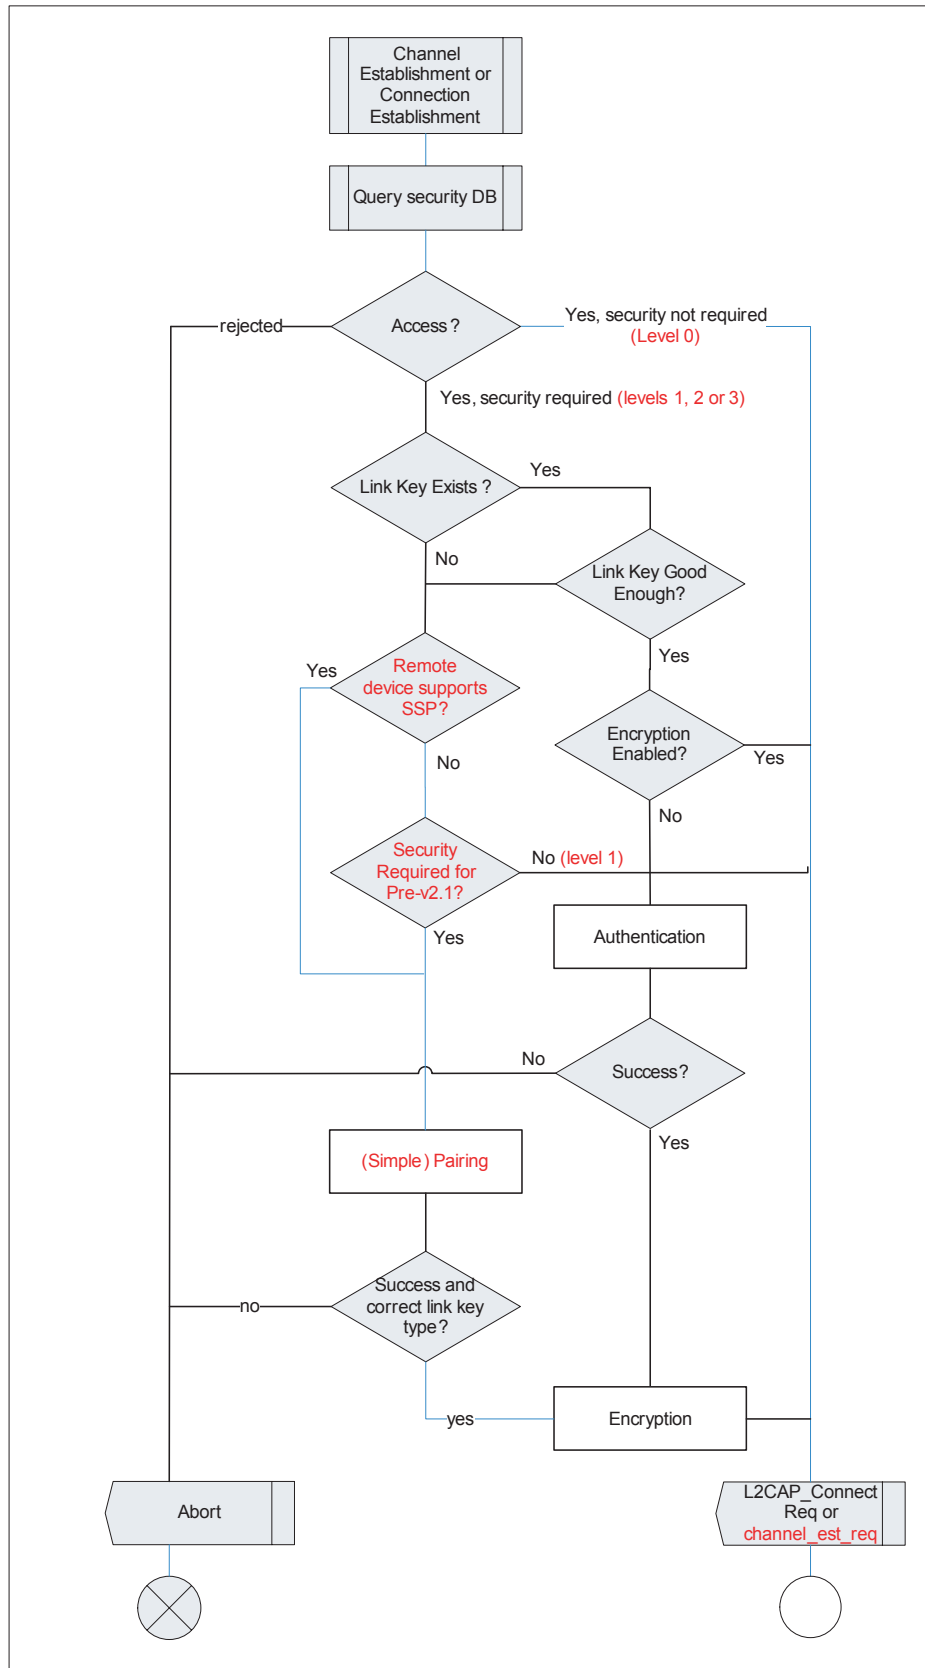 Channel
Establishment or
Connection
Establishment
Query security DB
Access?
rejected
Yes, security not required
(Level 0)
Yes, security required (levels 1, 2 or 3)
Link Key Exists ?
Yes
No
Link Key Good
Enough?
Yes
Yes
Remote
device supports
SSP?
Encryption
Enabled?
Yes
No
No
Security
Required for
Pre-v2.1?
No (level 1)
Yes
Authentication
No
Success?
Yes
(Simple) Pairing
Success and
correct link key
type?
no
yes
Encryption
Abort
L2CAP_Connect
Req or
channel_est_req